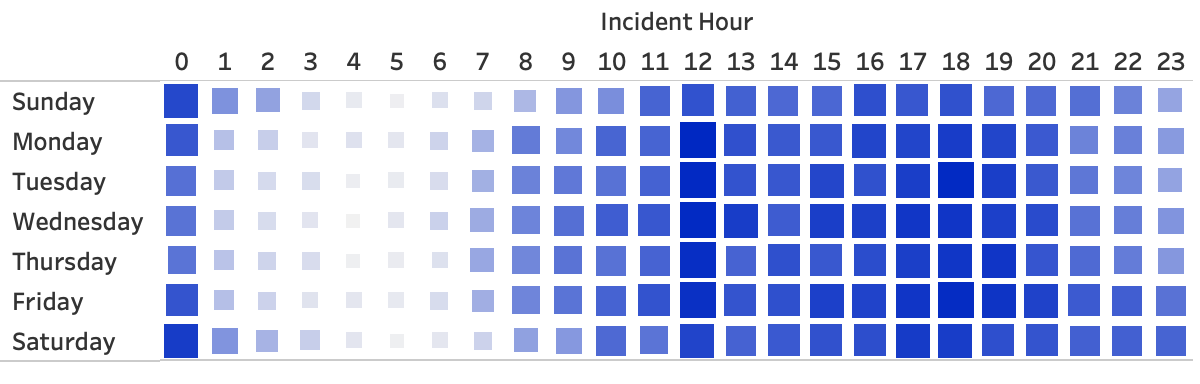 Incident Hour
0 1 2 3 4 5 6 7 8 9 10 11 12 13 14 15 16 17 18 19 20 21 22 23
Sunday
Monday
Tuesday
Wednesday
Thursday
Friday
Saturday